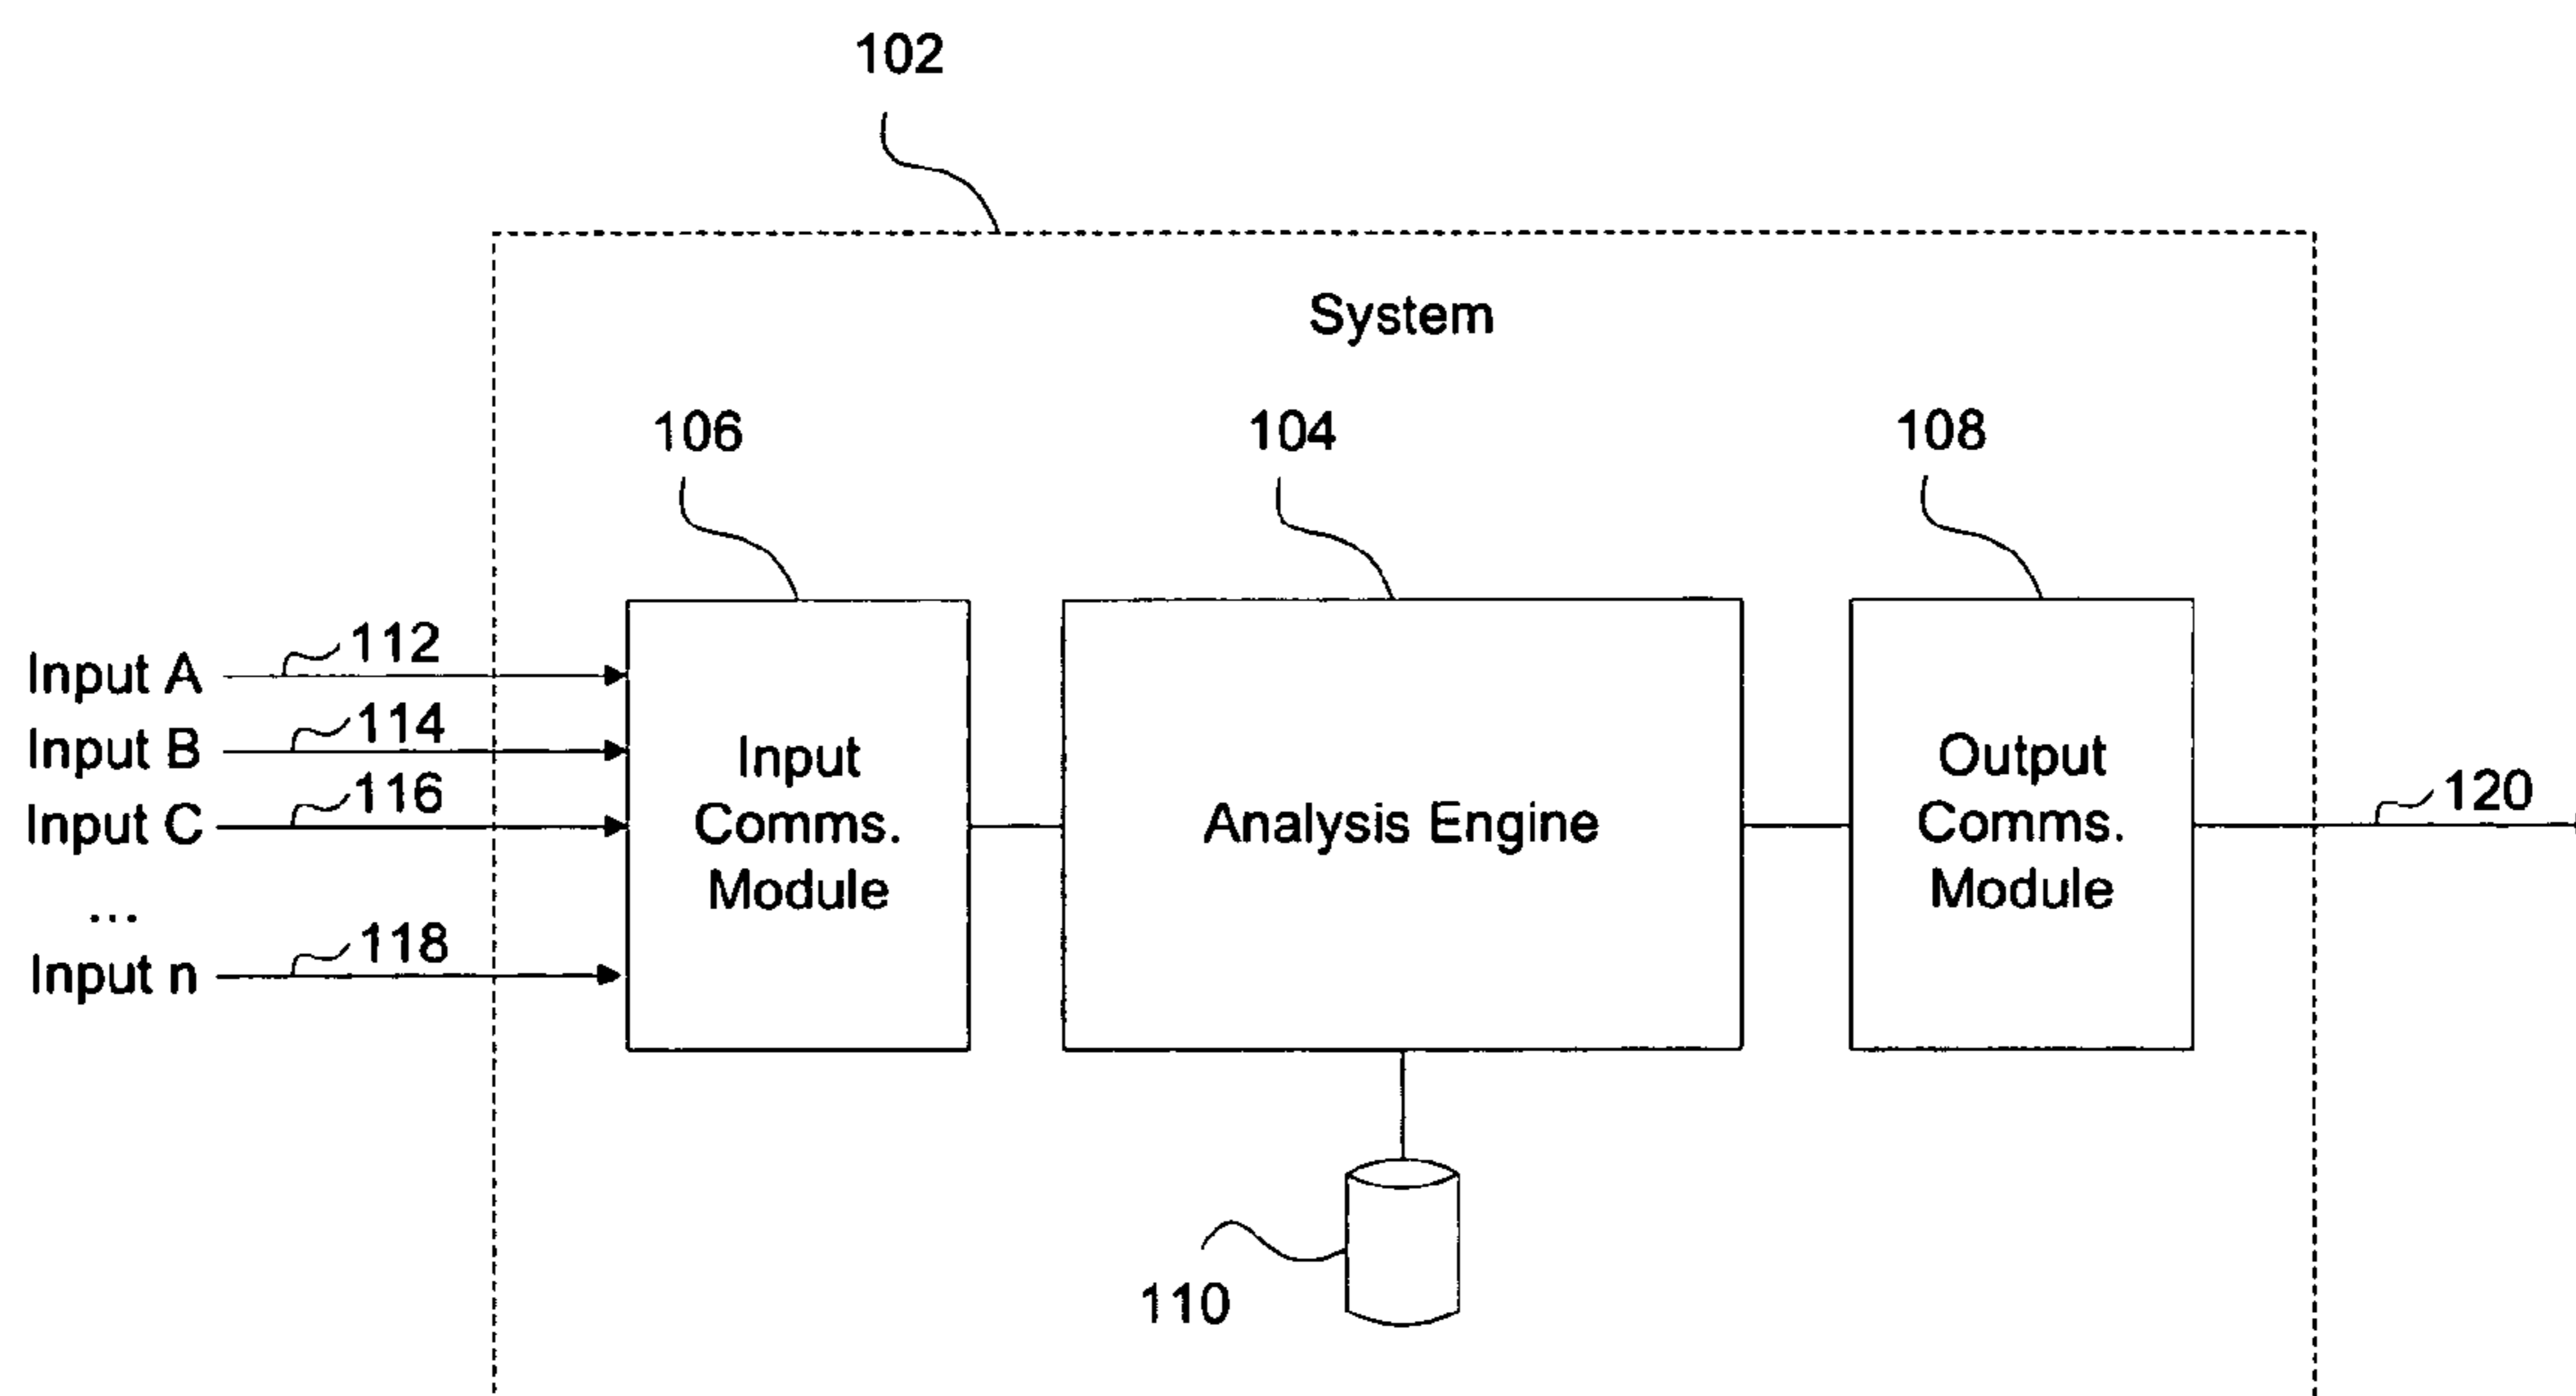 102
System
106
104
108
Input A
112
Input B
114
Input C
116
...
Input n
118
Input
Comms.
Module
Analysis Engine
Output
Comms.
Module
120
110